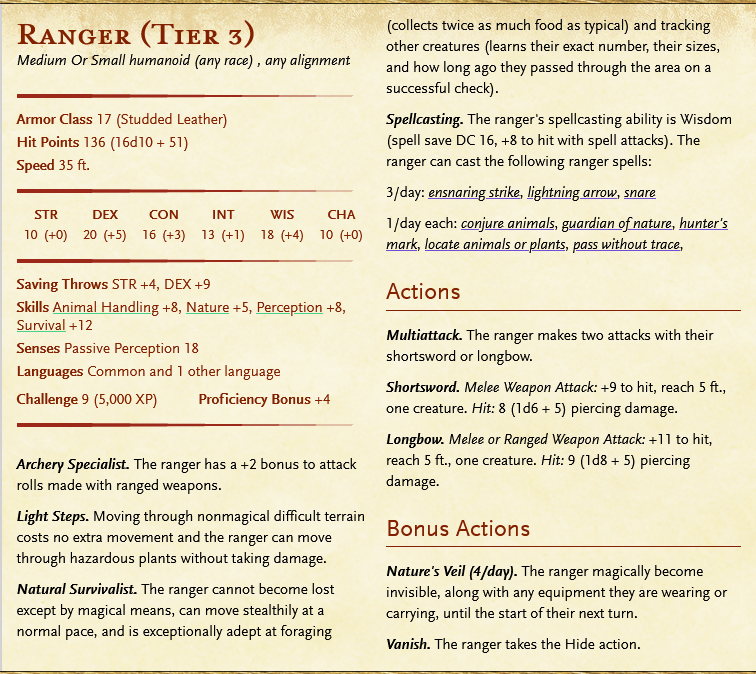 Ranger (Tier 3)
Medium Or Small humanoid (any race) , any alignment
Armor Class 17 (Studded Leather)
Hit Points 136 (16d10 + 51)
Speed 35 ft.
STR DEX CON INT WIS CHA
10 (+0) 20 (+5) 16 (+3) 13 (+1) 18 (+4) 10 (+0)
Saving Throws STR +4, DEX +9
Skills Animal Handling +8, Nature +5, Perception +8,
Survival +12
Senses Passive Perception 18
Languages Common and 1 other language
Challenge 9 (5,000 XP) Proficiency Bonus +4
Archery Specialist. The ranger has a +2 bonus to attack
rolls made with ranged weapons.
Light Steps. Moving through nonmagical difficult terrain
costs no extra movement and the ranger can move
through hazardous plants without taking damage.
Natural Survivalist. The ranger cannot become lost
except by magical means, can move stealthily at a
normal pace, and is exceptionally adept at foraging
(collects twice as much food as typical) and tracking
other creatures (learns their exact number, their sizes,
and how long ago they passed through the area on a
successful check).
Spellcasting. The ranger's spellcasting ability is Wisdom
(spell save DC 16, +8 to hit with spell attacks). The
ranger can cast the following ranger spells:
3/day: ensnaring strike, lightning arrow, snare
1/day each: conjure animals, guardian of nature, hunter's
mark, locate animals or plants, pass without trace,
Actions
Multiattack. The ranger makes two attacks with their
shortsword or longbow.
Shortsword. Melee Weapon Attack: +9 to hit, reach 5 ft.,
one creature. Hit: 8 (1d6 + 5) piercing damage.
Longbow. Melee or Ranged Weapon Attack: +11 to hit,
reach 5 ft., one creature. Hit: 9 (1d8 + 5) piercing
damage.
Bonus Actions
Nature's Veil (4/day). The ranger magically become
invisible, along with any equipment they are wearing or
carrying, until the start of their next turn.
Vanish. The ranger takes the Hide action.